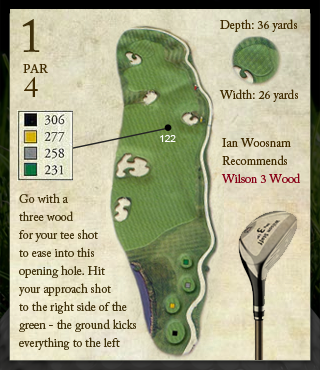 1
PAR
4
306
277
258
231
122
Go with a
three wood
for your tee shot
to ease into this
opening hole. Hit
your approach shot
to the right side of the
green - the ground kicks
everything to the left
Depth: 36 yards
Width: 26 yards
Ian Woosnam
Recommends
Wilson 3 Wood